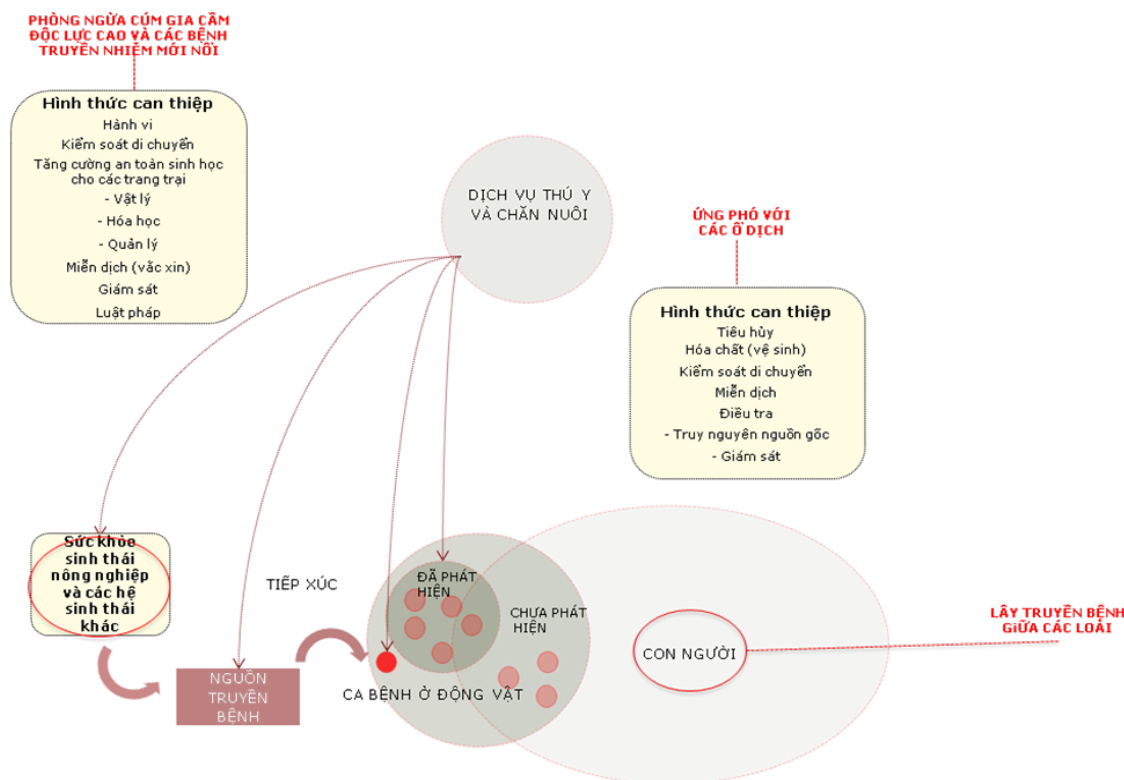 PHÒNG NGỪA CÚM GIA CẦM
ĐỘC LỰC CAO VÀ CÁC BỆNH
TRUYỀN NHIỄM MỚI NỔI
Hình thức can thiệp
Hành vi
Kiểm soát di chuyển
Tăng cường an toàn sinh học
cho các trang trại
- Vật lý
- Hóa học
- Quản lý
Miễn dịch (vắc xin)
Giám sát
Luật pháp
DỊCH VỤ THÚ Y
VÀ CHĂN NUÔI
ỨNG PHÓ VỚI
CÁC Ổ DỊCH
Hình thức can thiệp
Tiêu hủy
Hóa chất (vệ sinh)
Kiểm soát di chuyển
Miễn dịch
Điều tra
- Truy nguyên nguồn gốc
- Giám sát
Sức khỏe
sinh thái
nông nghiệp
và các hệ
sinh thái
khác
TIẾP XÚC
NGUỒN
TRUYỀN
BỆNH
ĐÃ PHÁT
HIỆN
CHƯA PHÁT
HIỆN
CA BỆNH Ở ĐỘNG VẬT
CON NGƯỜI
LÂY TRUYỀN BỆNH
GIỮA CÁC LOÀI